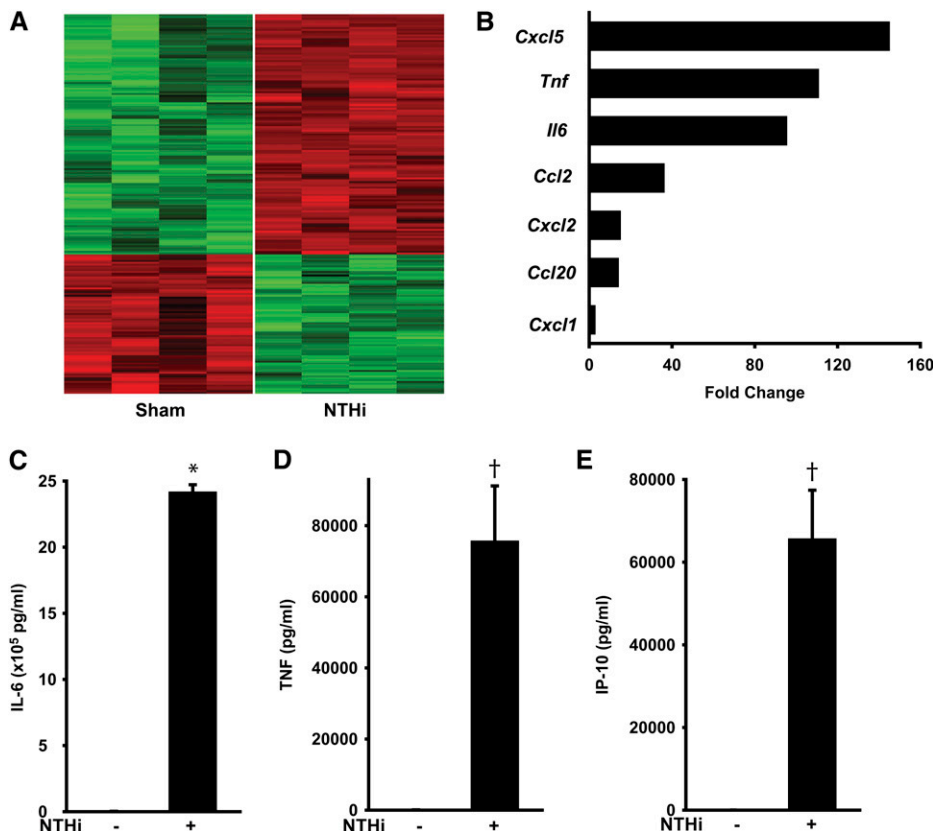 A
Sham
NTHi
B
Cxcl5
Tnf
Il6
Ccl2
Cxcl2
Ccl20
Cxcl1
0
40
80
120
160
Fold Change
C
*
25
20
15
10
5
0
IL-6 (x10⁵ pg/ml)
NTHi - +
D
†
80000
60000
40000
20000
0
TNF (pg/ml)
NTHi - +
E
†
80000
60000
40000
20000
0
IP-10 (pg/ml)
NTHi - +